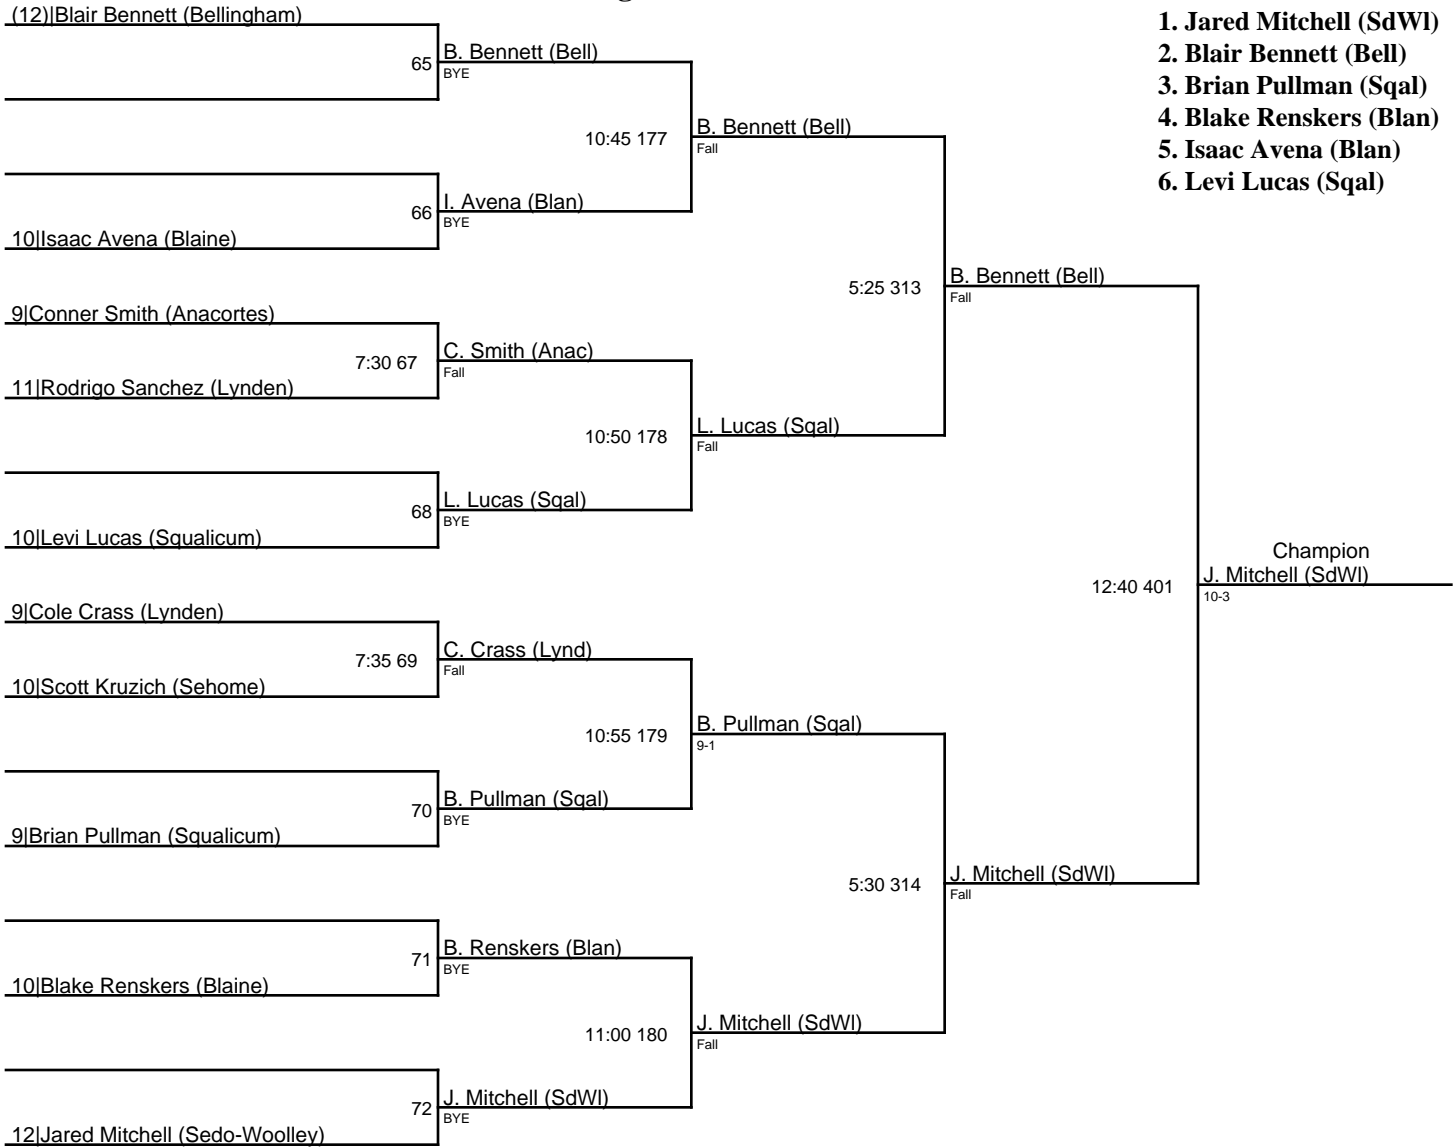 (12)|Blair Bennett (Bellingham)
65
B. Bennett (Bell)
BYE
10:45 177
B. Bennett (Bell)
Fall
66
I. Avena (Blan)
BYE
10|Isaac Avena (Blaine)
5:25 313
B. Bennett (Bell)
Fall
9|Conner Smith (Anacortes)
7:30 67
C. Smith (Anac)
Fall
11|Rodrigo Sanchez (Lynden)
10:50 178
L. Lucas (Sqal)
Fall
68
L. Lucas (Sqal)
BYE
10|Levi Lucas (Squalicum)
12:40 401
Champion
J. Mitchell (SdWl)
10-3
9|Cole Crass (Lynden)
7:35 69
C. Crass (Lynd)
Fall
10|Scott Kruzich (Sehome)
10:55 179
B. Pullman (Sqal)
9-1
70
B. Pullman (Sqal)
BYE
9|Brian Pullman (Squalicum)
5:30 314
J. Mitchell (SdWl)
Fall
71
B. Renskers (Blan)
BYE
10|Blake Renskers (Blaine)
11:00 180
J. Mitchell (SdWl)
Fall
72
J. Mitchell (SdWl)
BYE
12|Jared Mitchell (Sedo-Woolley)
1. Jared Mitchell (SdWl)
2. Blair Bennett (Bell)
3. Brian Pullman (Sqal)
4. Blake Renskers (Blan)
5. Isaac Avena (Blan)
6. Levi Lucas (Sqal)